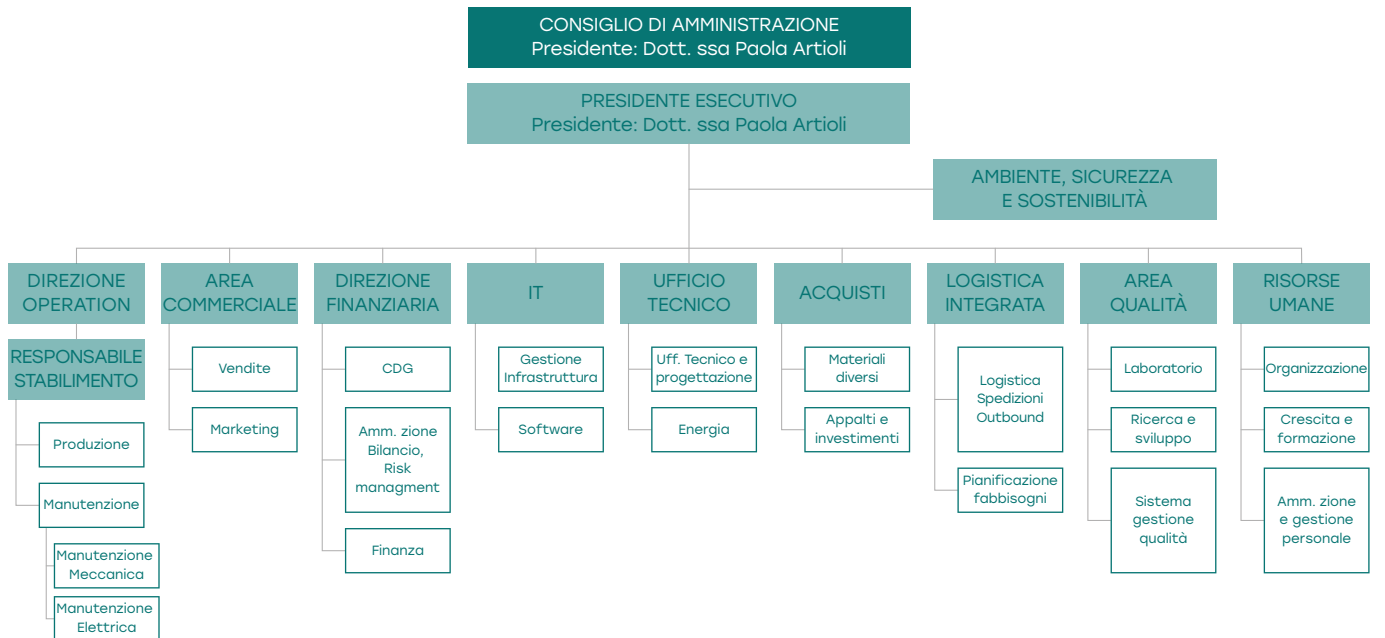 CONSIGLIO DI AMMINISTRAZIONE
Presidente: Dott. ssa Paola Artioli
PRESIDENTE ESECUTIVO
Presidente: Dott. ssa Paola Artioli
AMBIENTE, SICUREZZA
E SOSTENIBILITÀ
DIREZIONE
OPERATION
RESPONSABILE
STABILIMENTO
Produzione
Manutenzione
Manutenzione
Meccanica
Manutenzione
Elettrica
AREA
COMMERCIALE
Vendite
Marketing
DIREZIONE
FINANZIARIA
CDG
Amm. zione
Bilancio,
Risk
managment
Finanza
IT
Gestione
Infrastruttura
Software
UFFICIO
TECNICO
Uff. Tecnico e
progettazione
Energia
ACQUISTI
Materiali
diversi
Appalti e
investimenti
LOGISTICA
INTEGRATA
Logistica
Spedizioni
Outbound
Pianificazione
fabbisogni
AREA
QUALITÀ
Laboratorio
Ricerca e
sviluppo
Sistema
gestione
qualità
RISORSE
UMANE
Organizzazione
Crescita e
formazione
Amm. zione
e gestione
personale